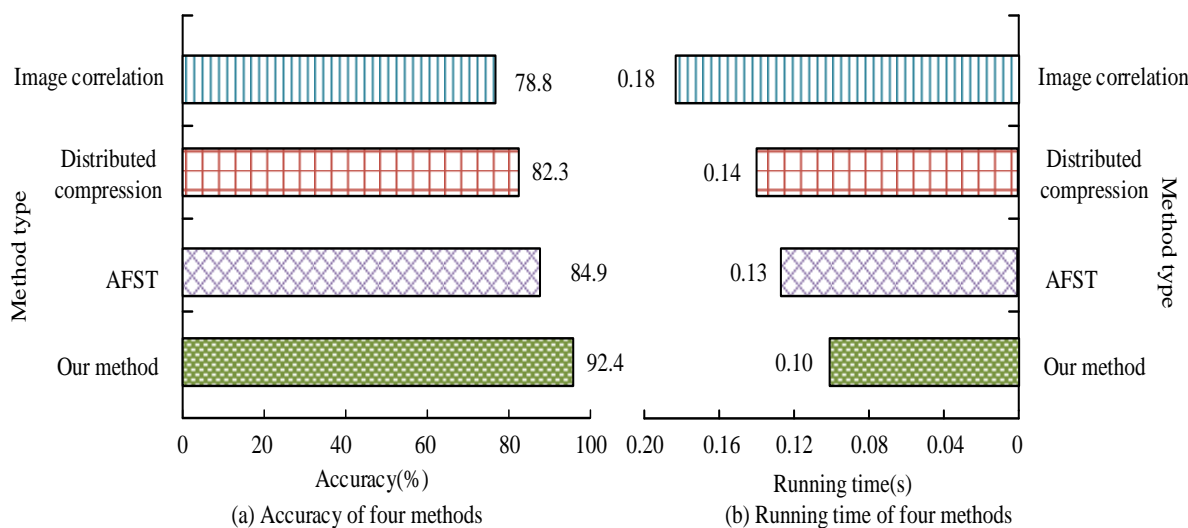 Image correlation
78.8
Distributed
compression
82.3
AFST
84.9
Our method
92.4
Method type
0 20 40 60 80 100
Accuracy(%)
(a) Accuracy of four methods
0.18
Image correlation
0.14
Distributed
compression
0.13
AFST
0.10
Our method
Method type
0.20 0.16 0.12 0.08 0.04 0
Running time(s)
(b) Running time of four methods